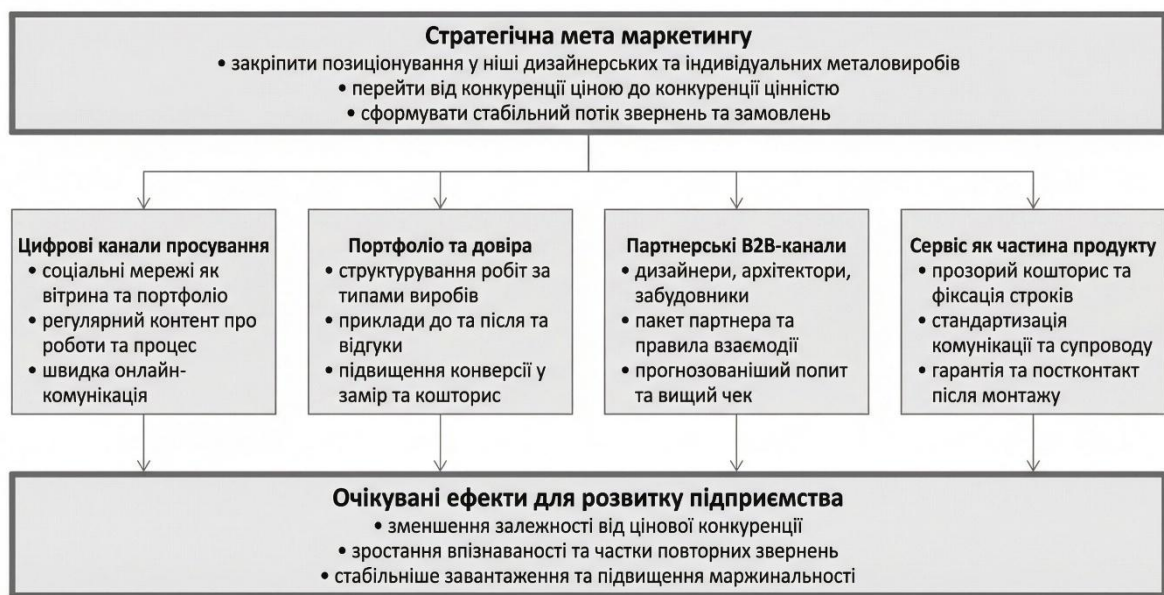 Стратегічна мета маркетингу
• закріпити позиціонування у ніші дизайнерських та індивідуальних металовиробів
• перейти від конкуренції ціною до конкуренції цінністю
• сформувати стабільний потік звернень та замовлень
Цифрові канали просування
• соціальні мережі як
вітрина та портфоліо
• регулярний контент про
роботи та процес
• швидка онлайн-
комунікація
Портфоліо та довіра
• структурування робіт за
типами виробів
• приклади до та після та
відгуки
• підвищення конверсії у
замір та кошторис
Партнерські B2B-канали
• дизайнери, архітектори,
забудовники
• пакет партнера та
правила взаємодії
• прогнозованіший попит
та вищий чек
Сервіс як частина продукту
• прозорий кошторис та
фіксація строків
• стандартизація
комунікації та супроводу
• гарантія та постконтакт
після монтажу
Очікувані ефекти для розвитку підприємства
• зменшення залежності від цінової конкуренції
• зростання впізнаваності та частки повторних звернень
• стабільніше завантаження та підвищення маржинальності